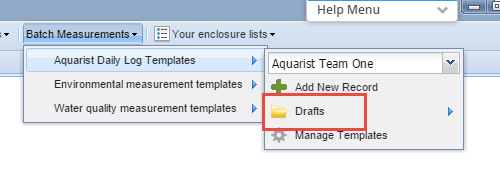 Help Menu
Batch Measurements Your enclosure lists
Aquarist Daily Log Templates
Environmental measurement templates
Water quality measurement templates
Aquarist Team One
Add New Record
Drafts
Manage Templates